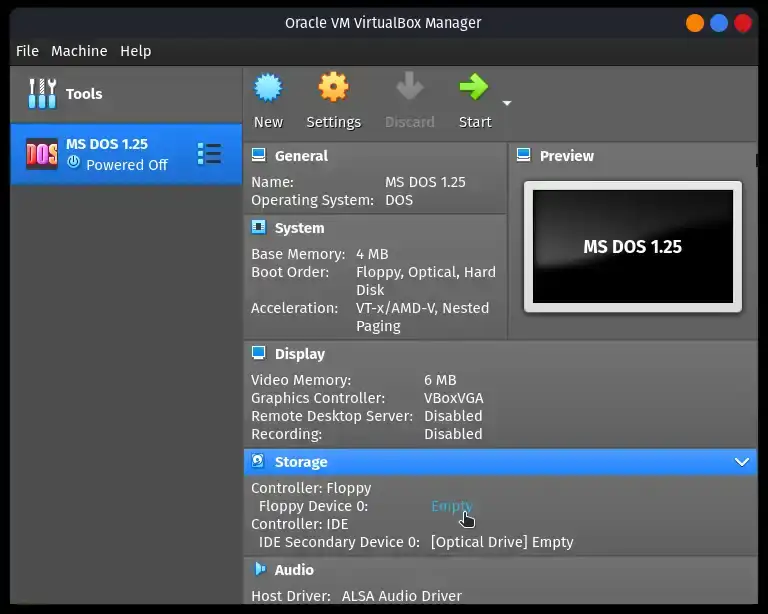 Oracle VM VirtualBox Manager
File Machine Help
Tools
DOS
MS DOS 1.25
Powered Off
New Settings Discard Start
General
Name: MS DOS 1.25
Operating System: DOS
System
Base Memory: 4 MB
Boot Order: Floppy, Optical, Hard
Disk
Acceleration: VT-x/AMD-V, Nested
Paging
Preview
MS DOS 1.25
Display
Video Memory: 6 MB
Graphics Controller: VBoxVGA
Remote Desktop Server: Disabled
Recording: Disabled
Storage
Controller: Floppy
Floppy Device 0: Empty
Controller: IDE
IDE Secondary Device 0: [Optical Drive] Empty
Audio
Host Driver: ALSA Audio Driver